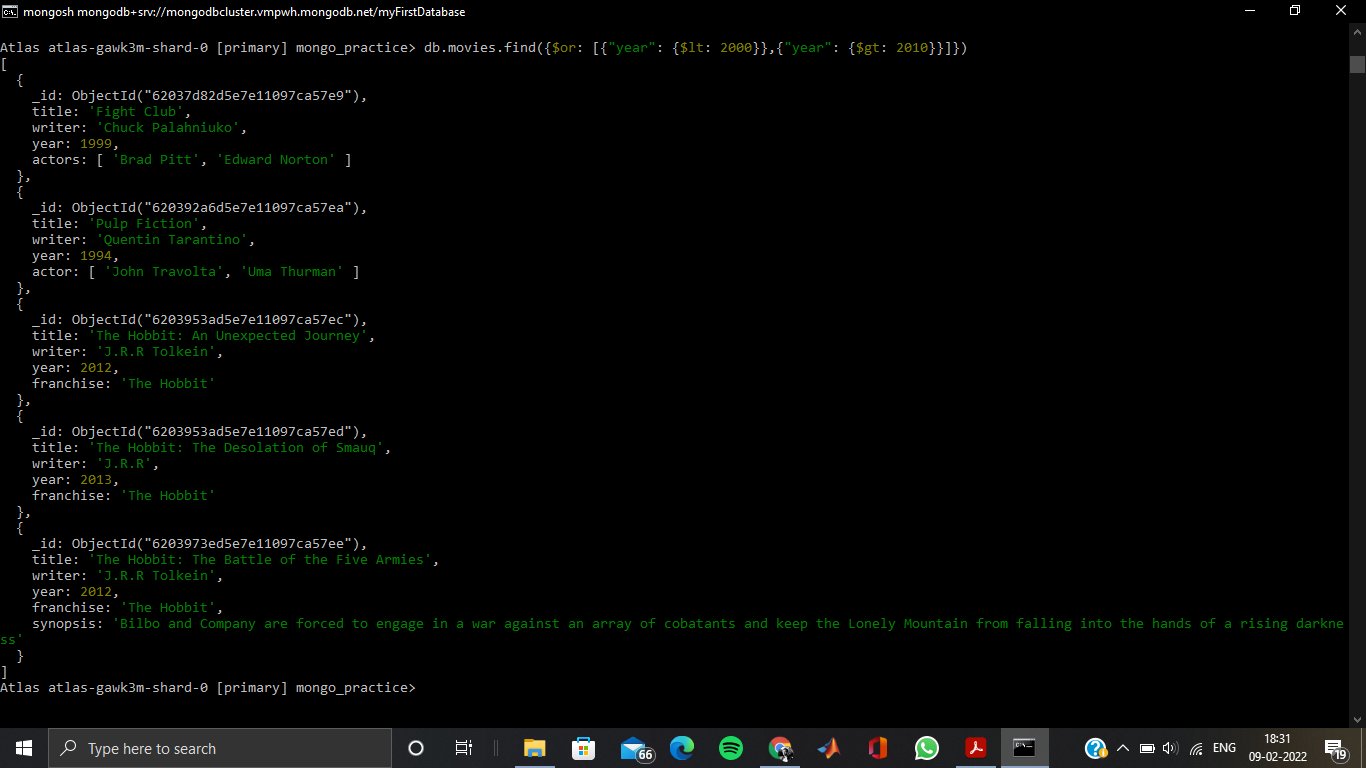 mongosh mongodb+srv://mongodbcluster.vmpwh.mongodb.net/myFirstDatabase
Atlas atlas-gawk3m-shard-0 [primary] mongo_practice> db.movies.find({$or: [{"year": {$lt: 2000}},{"year": {$gt: 2010}}]})
[
  {
    _id: ObjectId("62037d82d5e7e11097ca57e9"),
    title: 'Fight Club',
    writer: 'Chuck Palahniuko',
    year: 1999,
    actors: [ 'Brad Pitt', 'Edward Norton' ]
  },
  {
    _id: ObjectId("620392a6d5e7e11097ca57ea"),
    title: 'Pulp Fiction',
    writer: 'Quentin Tarantino',
    year: 1994,
    actor: [ 'John Travolta', 'Uma Thurman' ]
  },
  {
    _id: ObjectId("6203953ad5e7e11097ca57ec"),
    title: 'The Hobbit: An Unexpected Journey',
    writer: 'J.R.R Tolkein',
    year: 2012,
    franchise: 'The Hobbit'
  },
  {
    _id: ObjectId("6203953ad5e7e11097ca57ed"),
    title: 'The Hobbit: The Desolation of Smauq',
    writer: 'J.R.R',
    year: 2013,
    franchise: 'The Hobbit'
  },
  {
    _id: ObjectId("6203973ed5e7e11097ca57ee"),
    title: 'The Hobbit: The Battle of the Five Armies',
    writer: 'J.R.R Tolkein',
    year: 2012,
    franchise: 'The Hobbit',
    synopsis: 'Bilbo and Company are forced to engage in a war against an array of cobatants and keep the Lonely Mountain from falling into the hands of a rising darkne
ss'
  }
]
Atlas atlas-gawk3m-shard-0 [primary] mongo_practice>
Type here to search
66
ENG
18:31
09-02-2022
19